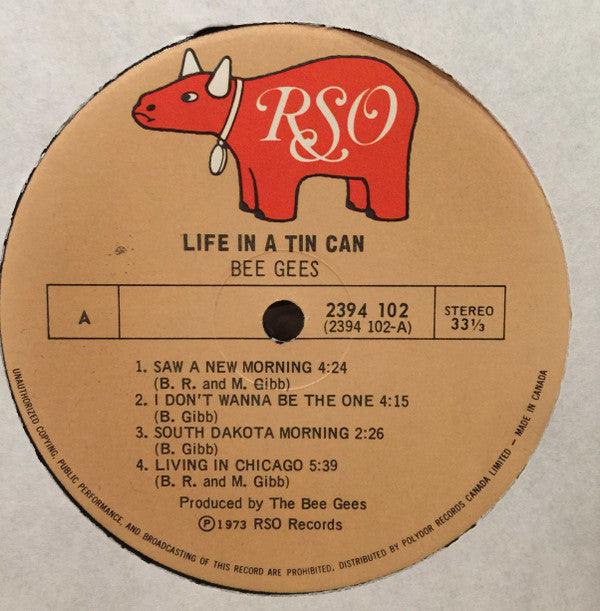 RSO
LIFE IN A TIN CAN
BEE GEES
A
2394 102
(2394 102-A)
STEREO
33⅓
1. SAW A NEW MORNING 4:24
(B. R. and M. Gibb)
2. I DON'T WANNA BE THE ONE 4:15
(B. Gibb)
3. SOUTH DAKOTA MORNING 2:26
(B. Gibb)
4. LIVING IN CHICAGO 5:39
(B. R. and M. Gibb)
Produced by The Bee Gees
℗1973 RSO Records
UNAUTHORIZED COPYING, PUBLIC PERFORMANCE, AND BROADCASTING OF THIS RECORD ARE PROHIBITED. DISTRIBUTED BY POLYDOR RECORDS CANADA LIMITED – MADE IN CANADA